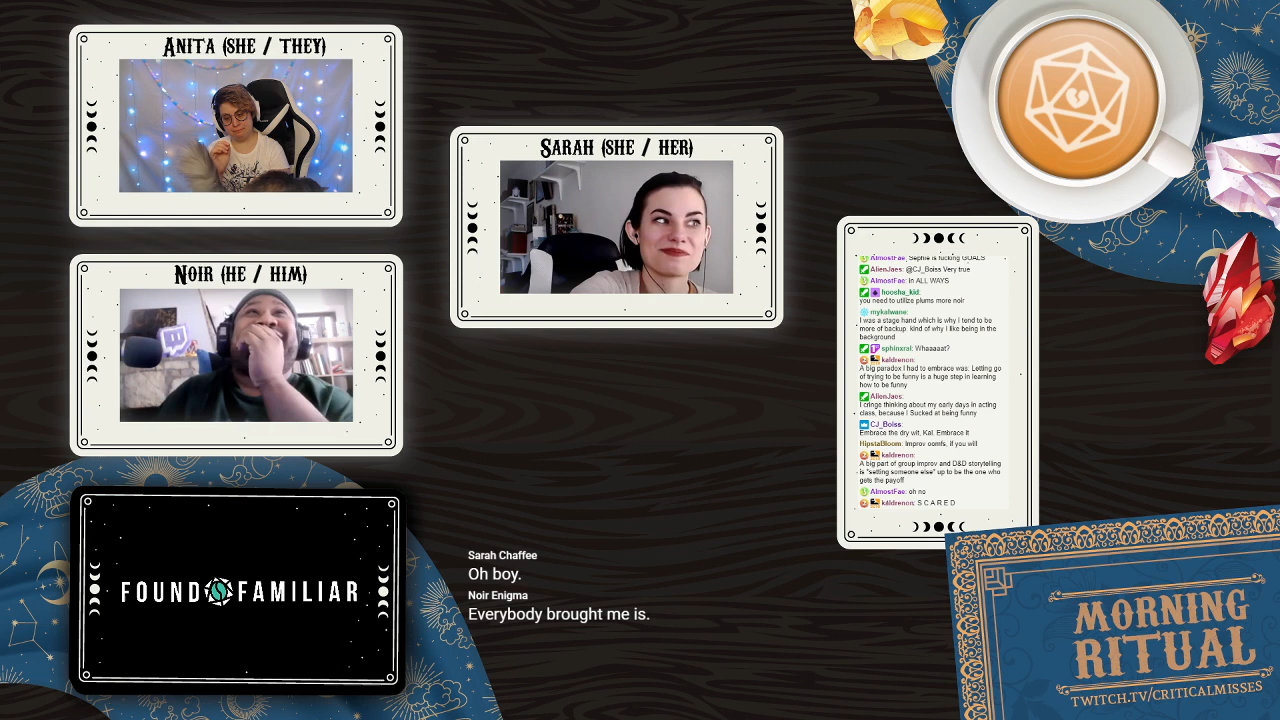 ANITA (SHE / THEY)
NOIR (HE / HIM)
SARAH (SHE / HER)
FOUND FAMILIAR
Sarah Chaffee
Oh boy.
Noir Enigma
Everybody brought me is.
AlmostFae: Sephie is fucking GOALS
AlienJaes: @CJ_Boiss Very true
AlmostFae: in ALL WAYS
hoosha_kid:
you need to utilize plums more noir
mykalwane:
I was a stage hand which is why I tend to be
more of backup. kind of why I like being in the
background
sphinxral: Whaaaaat?
kaldrenon:
A big paradox I had to embrace was: Letting go
of trying to be funny is a huge step in learning
how to be funny
AlienJaes:
I cringe thinking about my early days in acting
class, because I Sucked at being funny
CJ_Boiss:
Embrace the dry wit, Kal. Embrace it
HipstaBloom: Improv oomfs, if you will
kaldrenon:
A big part of group improv and D&D storytelling
is "setting someone else" up to be the one who
gets the payoff
AlmostFae: oh no
kaldrenon: S C A R E D
MORNING
RITUAL
TWITCH.TV/CRITICALMISSES